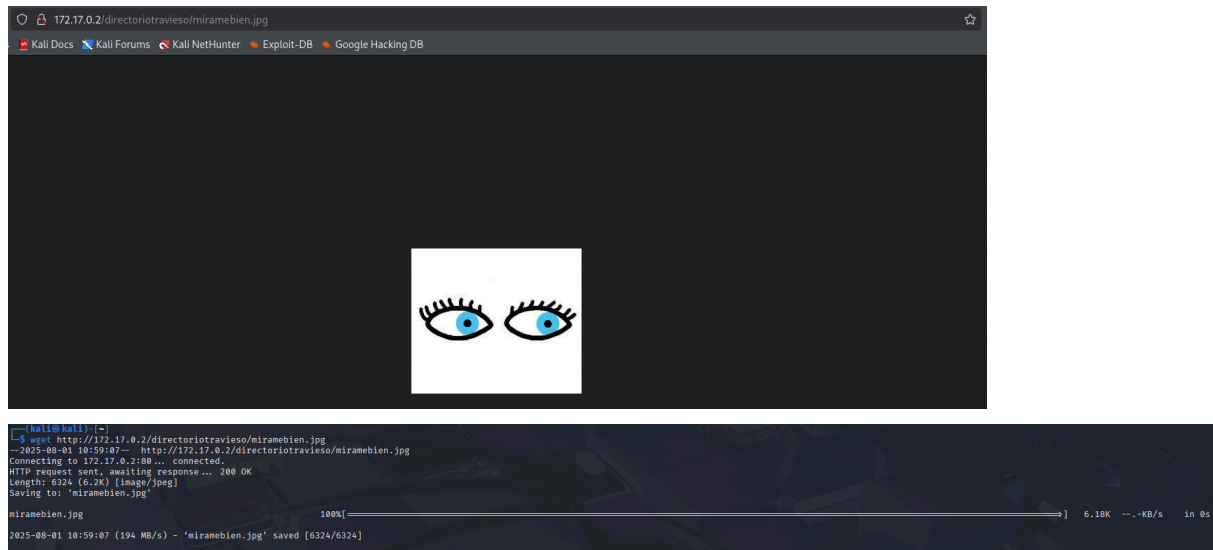 172.17.0.2/directoriotravieso/miramebien.jpg
Kali Docs Kali Forums Kali NetHunter Exploit-DB Google Hacking DB
(kali㉿kali)-[~]
$ wget http://172.17.0.2/directoriotravieso/miramebien.jpg
--2025-08-01 10:59:07-- http://172.17.0.2/directoriotravieso/miramebien.jpg
Connecting to 172.17.0.2:80... connected.
HTTP request sent, awaiting response... 200 OK
Length: 6324 (6.2K) [image/jpeg]
Saving to: ‘miramebien.jpg’
miramebien.jpg 100%[===================>] 6.18K --.-KB/s in 0s
2025-08-01 10:59:07 (194 MB/s) - ‘miramebien.jpg’ saved [6324/6324]